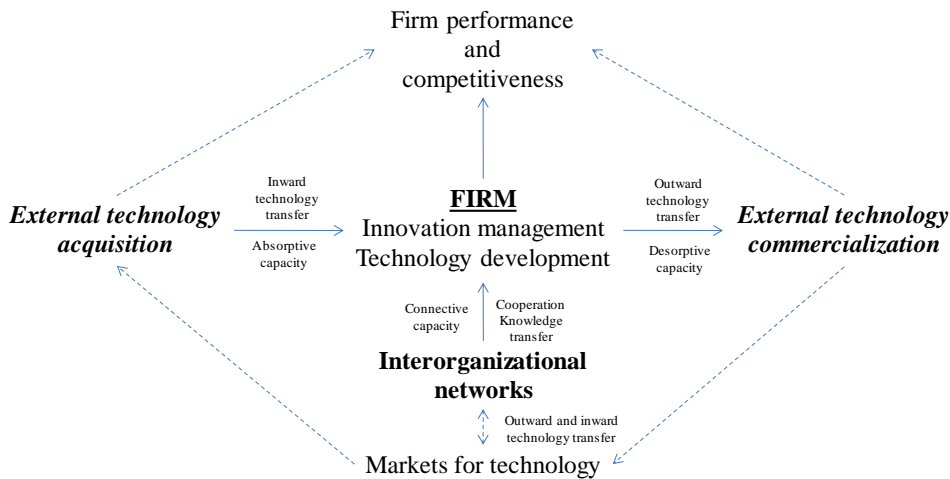 Firm performance
and
competitiveness
Inward
technology
transfer
Outward
technology
transfer
External technology
acquisition
FIRM
Innovation management
Technology development
External technology
commercialization
Absorptive
capacity
Desorptive
capacity
Connective
capacity
Cooperation
Knowledge
transfer
Interorganizational
networks
Outward and inward
technology transfer
Markets for technology